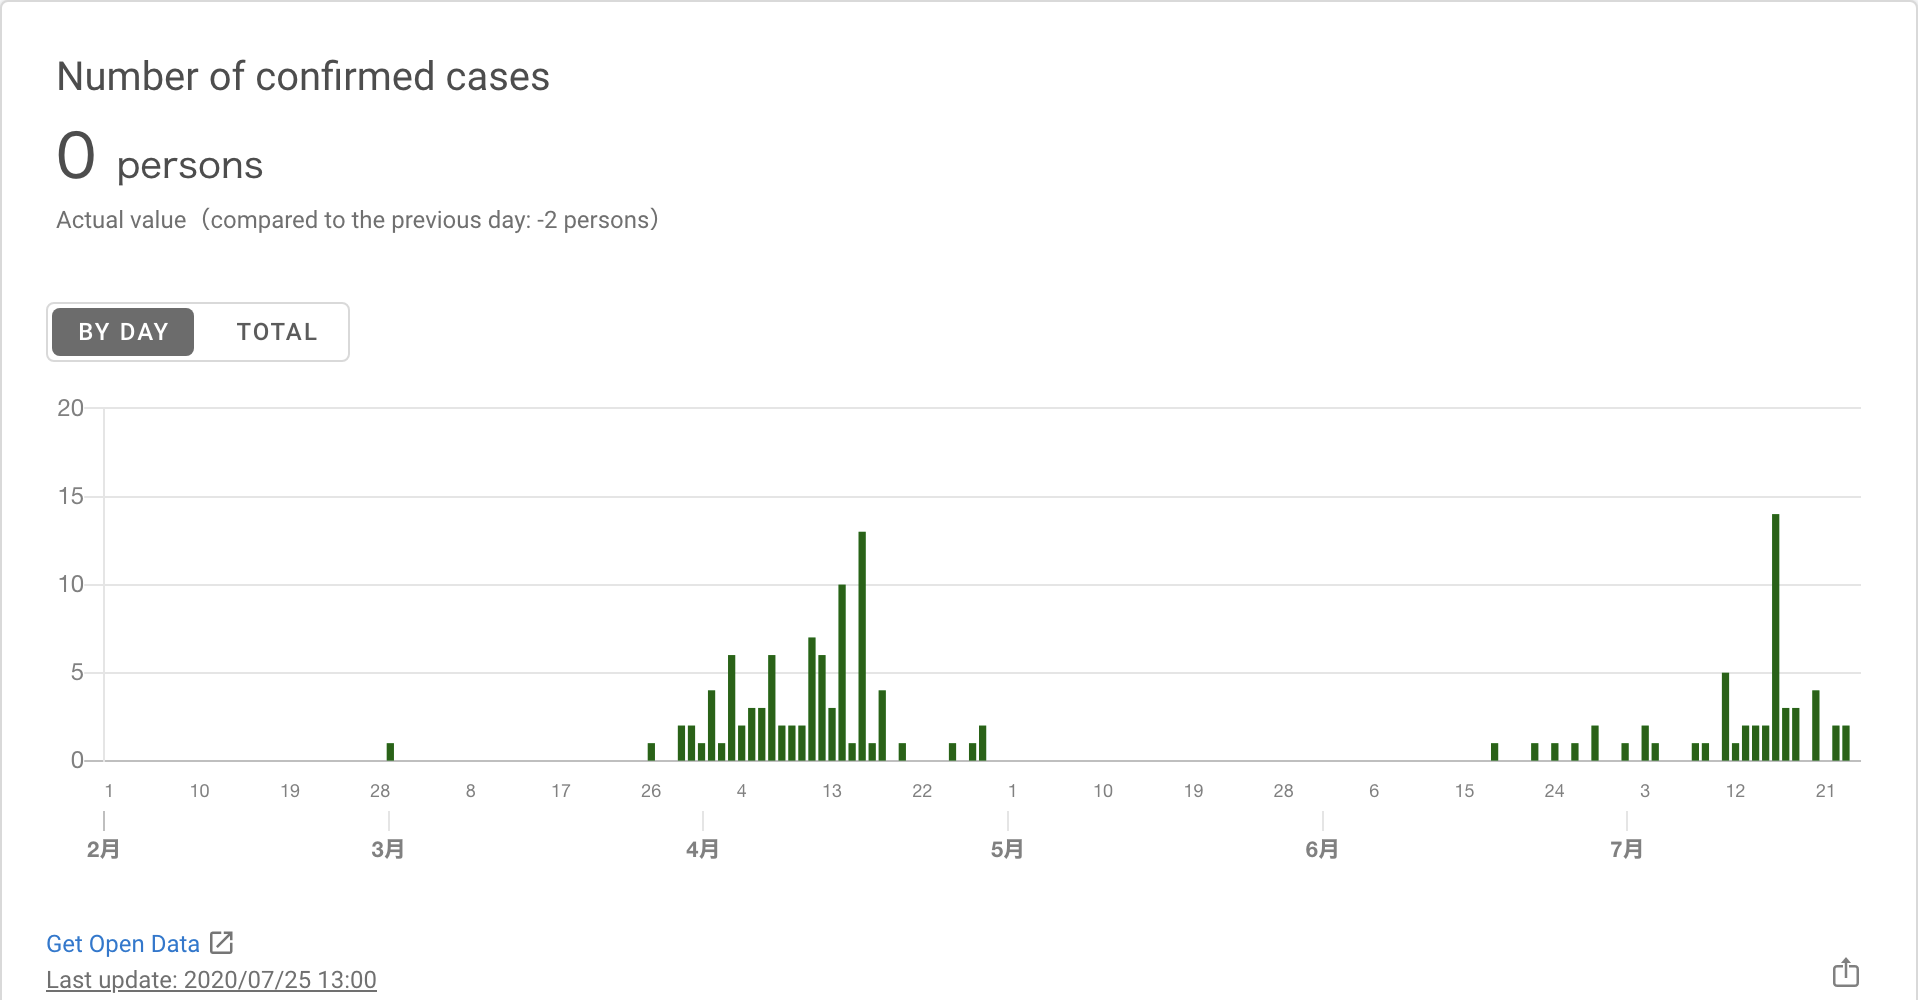 Number of confirmed cases
0 persons
Actual value（compared to the previous day: -2 persons）
BY DAY TOTAL
20
15
10
5
0
1 10 19 28 8 17 26 4 13 22 1 10 19 28 6 15 24 3 12 21
2月 3月 4月 5月 6月 7月
Get Open Data
Last update: 2020/07/25 13:00